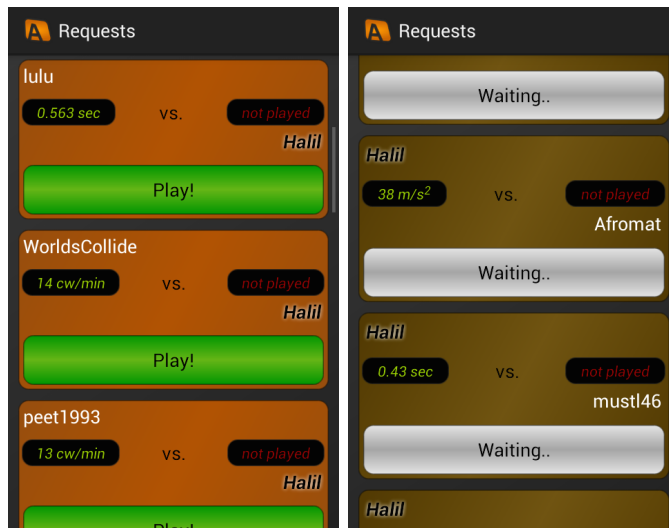 Requests
lulu
0.563 sec vs. not played
Halil
Play!
WorldsCollide
14 cw/min vs. not played
Halil
Play!
peet1993
13 cw/min vs. not played
Halil
Play!
Requests
Waiting..
Halil
38 m/s² vs. not played
Afromat
Waiting..
Halil
0.43 sec vs. not played
mustl46
Waiting..
Halil